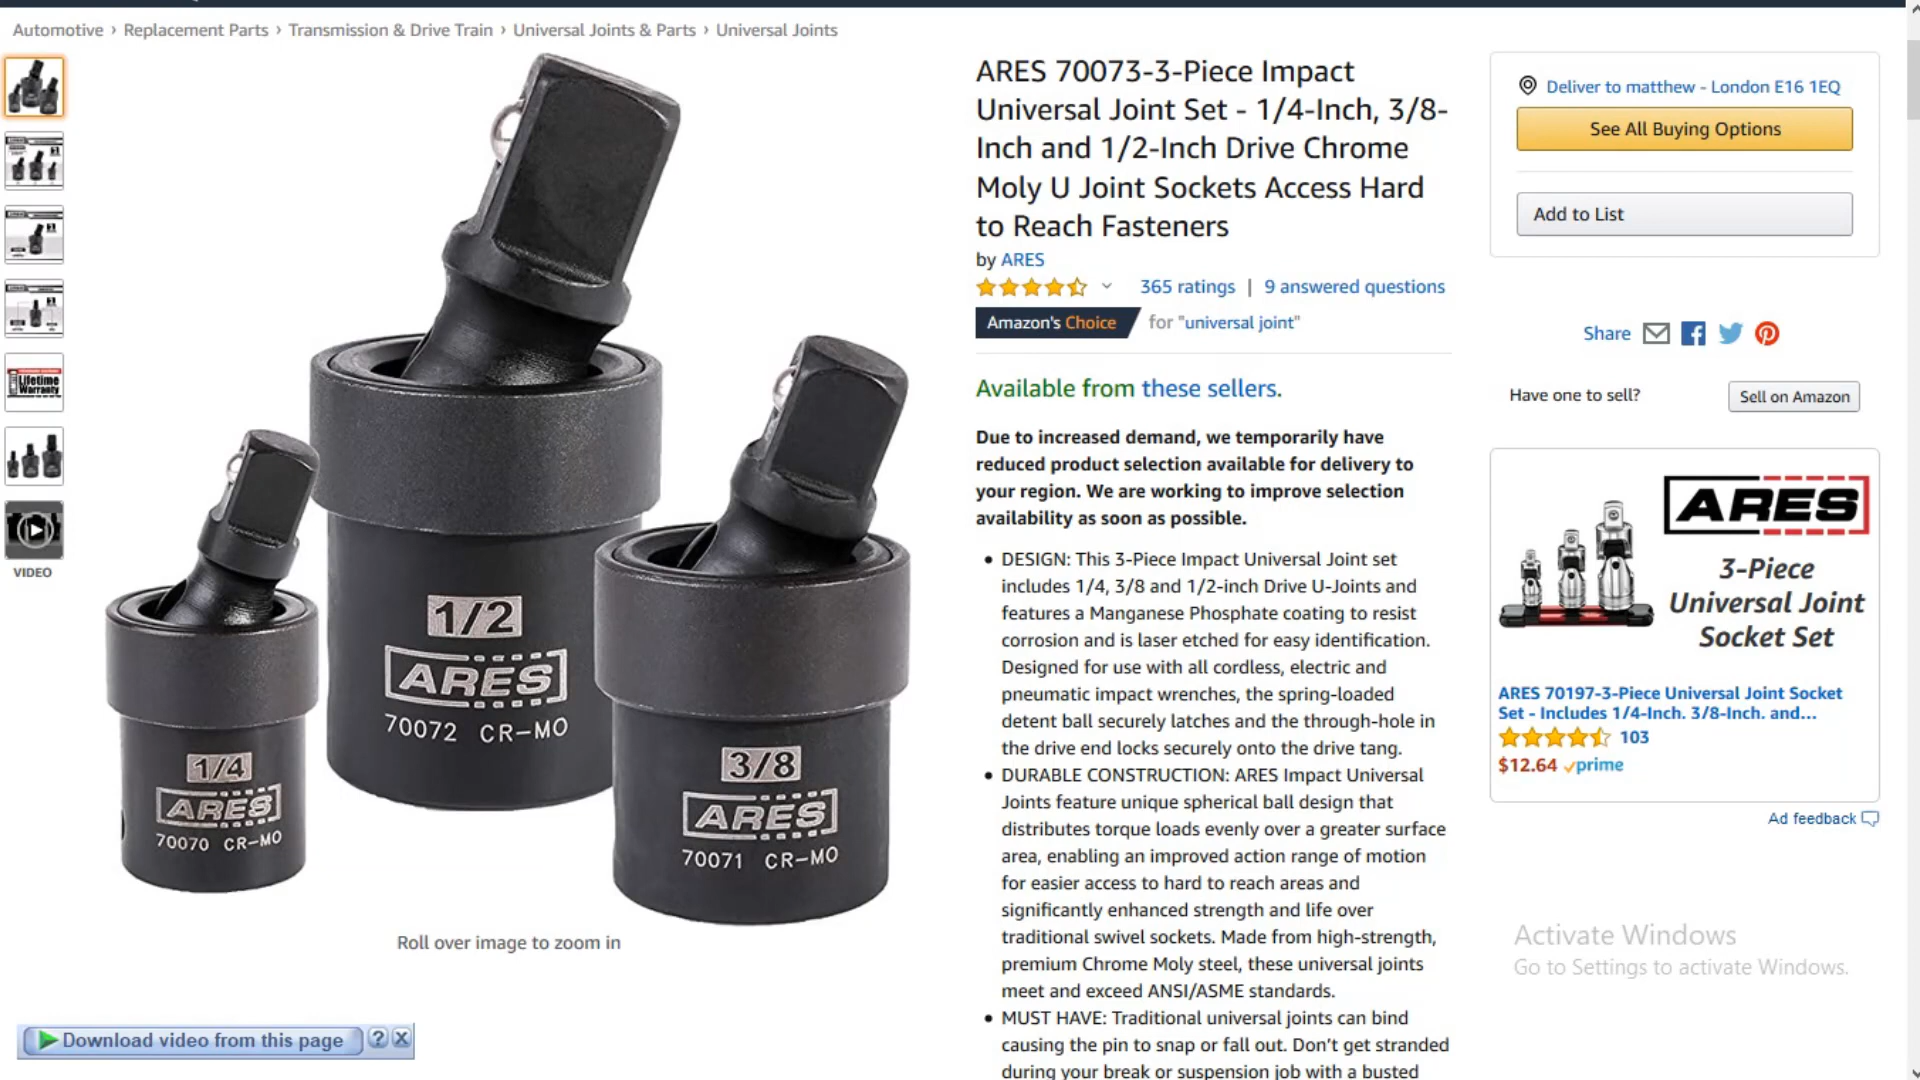 Automotive › Replacement Parts › Transmission & Drive Train › Universal Joints & Parts › Universal Joints
Lifetime
Warranty
VIDEO
1/2
ARES
70072 CR-MO
1/4
ARES
70070 CR-MO
3/8
ARES
70071 CR-MO
Roll over image to zoom in
Download video from this page ? X
ARES 70073-3-Piece Impact
Universal Joint Set - 1/4-Inch, 3/8-
Inch and 1/2-Inch Drive Chrome
Moly U Joint Sockets Access Hard
to Reach Fasteners
by ARES
365 ratings | 9 answered questions
Amazon's Choice for "universal joint"
Available from these sellers.
Due to increased demand, we temporarily have
reduced product selection available for delivery to
your region. We are working to improve selection
availability as soon as possible.
• DESIGN: This 3-Piece Impact Universal Joint set
includes 1/4, 3/8 and 1/2-inch Drive U-Joints and
features a Manganese Phosphate coating to resist
corrosion and is laser etched for easy identification.
Designed for use with all cordless, electric and
pneumatic impact wrenches, the spring-loaded
detent ball securely latches and the through-hole in
the drive end locks securely onto the drive tang.
• DURABLE CONSTRUCTION: ARES Impact Universal
Joints feature unique spherical ball design that
distributes torque loads evenly over a greater surface
area, enabling an improved action range of motion
for easier access to hard to reach areas and
significantly enhanced strength and life over
traditional swivel sockets. Made from high-strength,
premium Chrome Moly steel, these universal joints
meet and exceed ANSI/ASME standards.
• MUST HAVE: Traditional universal joints can bind
causing the pin to snap or fall out. Don't get stranded
during your break or suspension job with a busted
Deliver to matthew - London E16 1EQ
See All Buying Options
Add to List
Share
Have one to sell?
Sell on Amazon
ARES
3-Piece
Universal Joint
Socket Set
ARES 70197-3-Piece Universal Joint Socket
Set - Includes 1/4-Inch. 3/8-Inch. and...
103
$12.64 prime
Ad feedback
Activate Windows
Go to Settings to activate Windows.